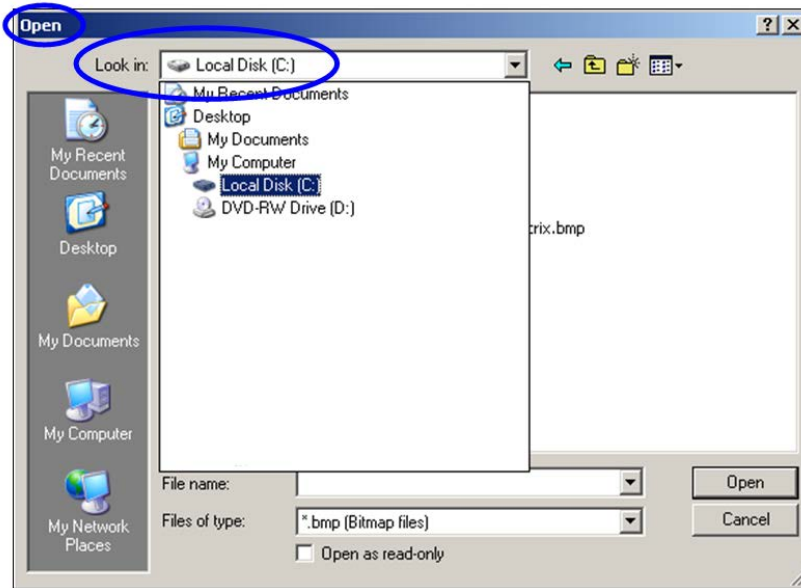 Open
Look in: Local Disk (C:)
My Recent Documents
Desktop
My Documents
My Computer
Local Disk (C:)
DVD-RW Drive (D:)
My Recent
Documents
Desktop
My Documents
My Computer
My Network
Places
File name: Open
Files of type: *.bmp (Bitmap files) Cancel
Open as read-only